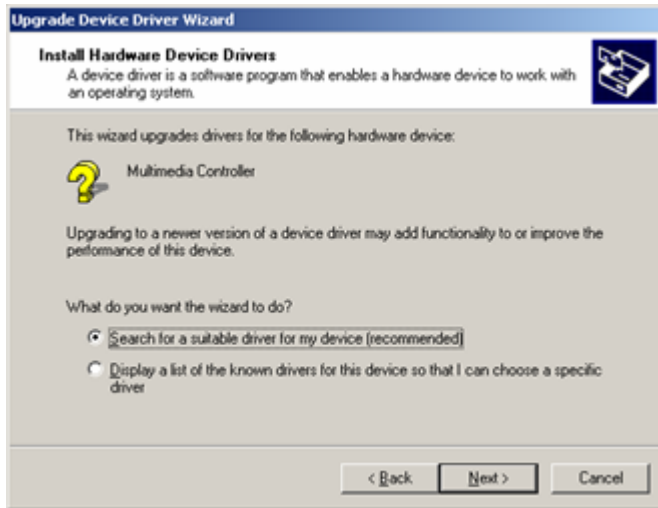 Upgrade Device Driver Wizard
Install Hardware Device Drivers
A device driver is a software program that enables a hardware device to work with
an operating system.
This wizard upgrades drivers for the following hardware device:
Multimedia Controller
Upgrading to a newer version of a device driver may add functionality to or improve the
performance of this device.
What do you want the wizard to do?
Search for a suitable driver for my device (recommended)
Display a list of the known drivers for this device so that I can choose a specific
driver
< Back
Next >
Cancel